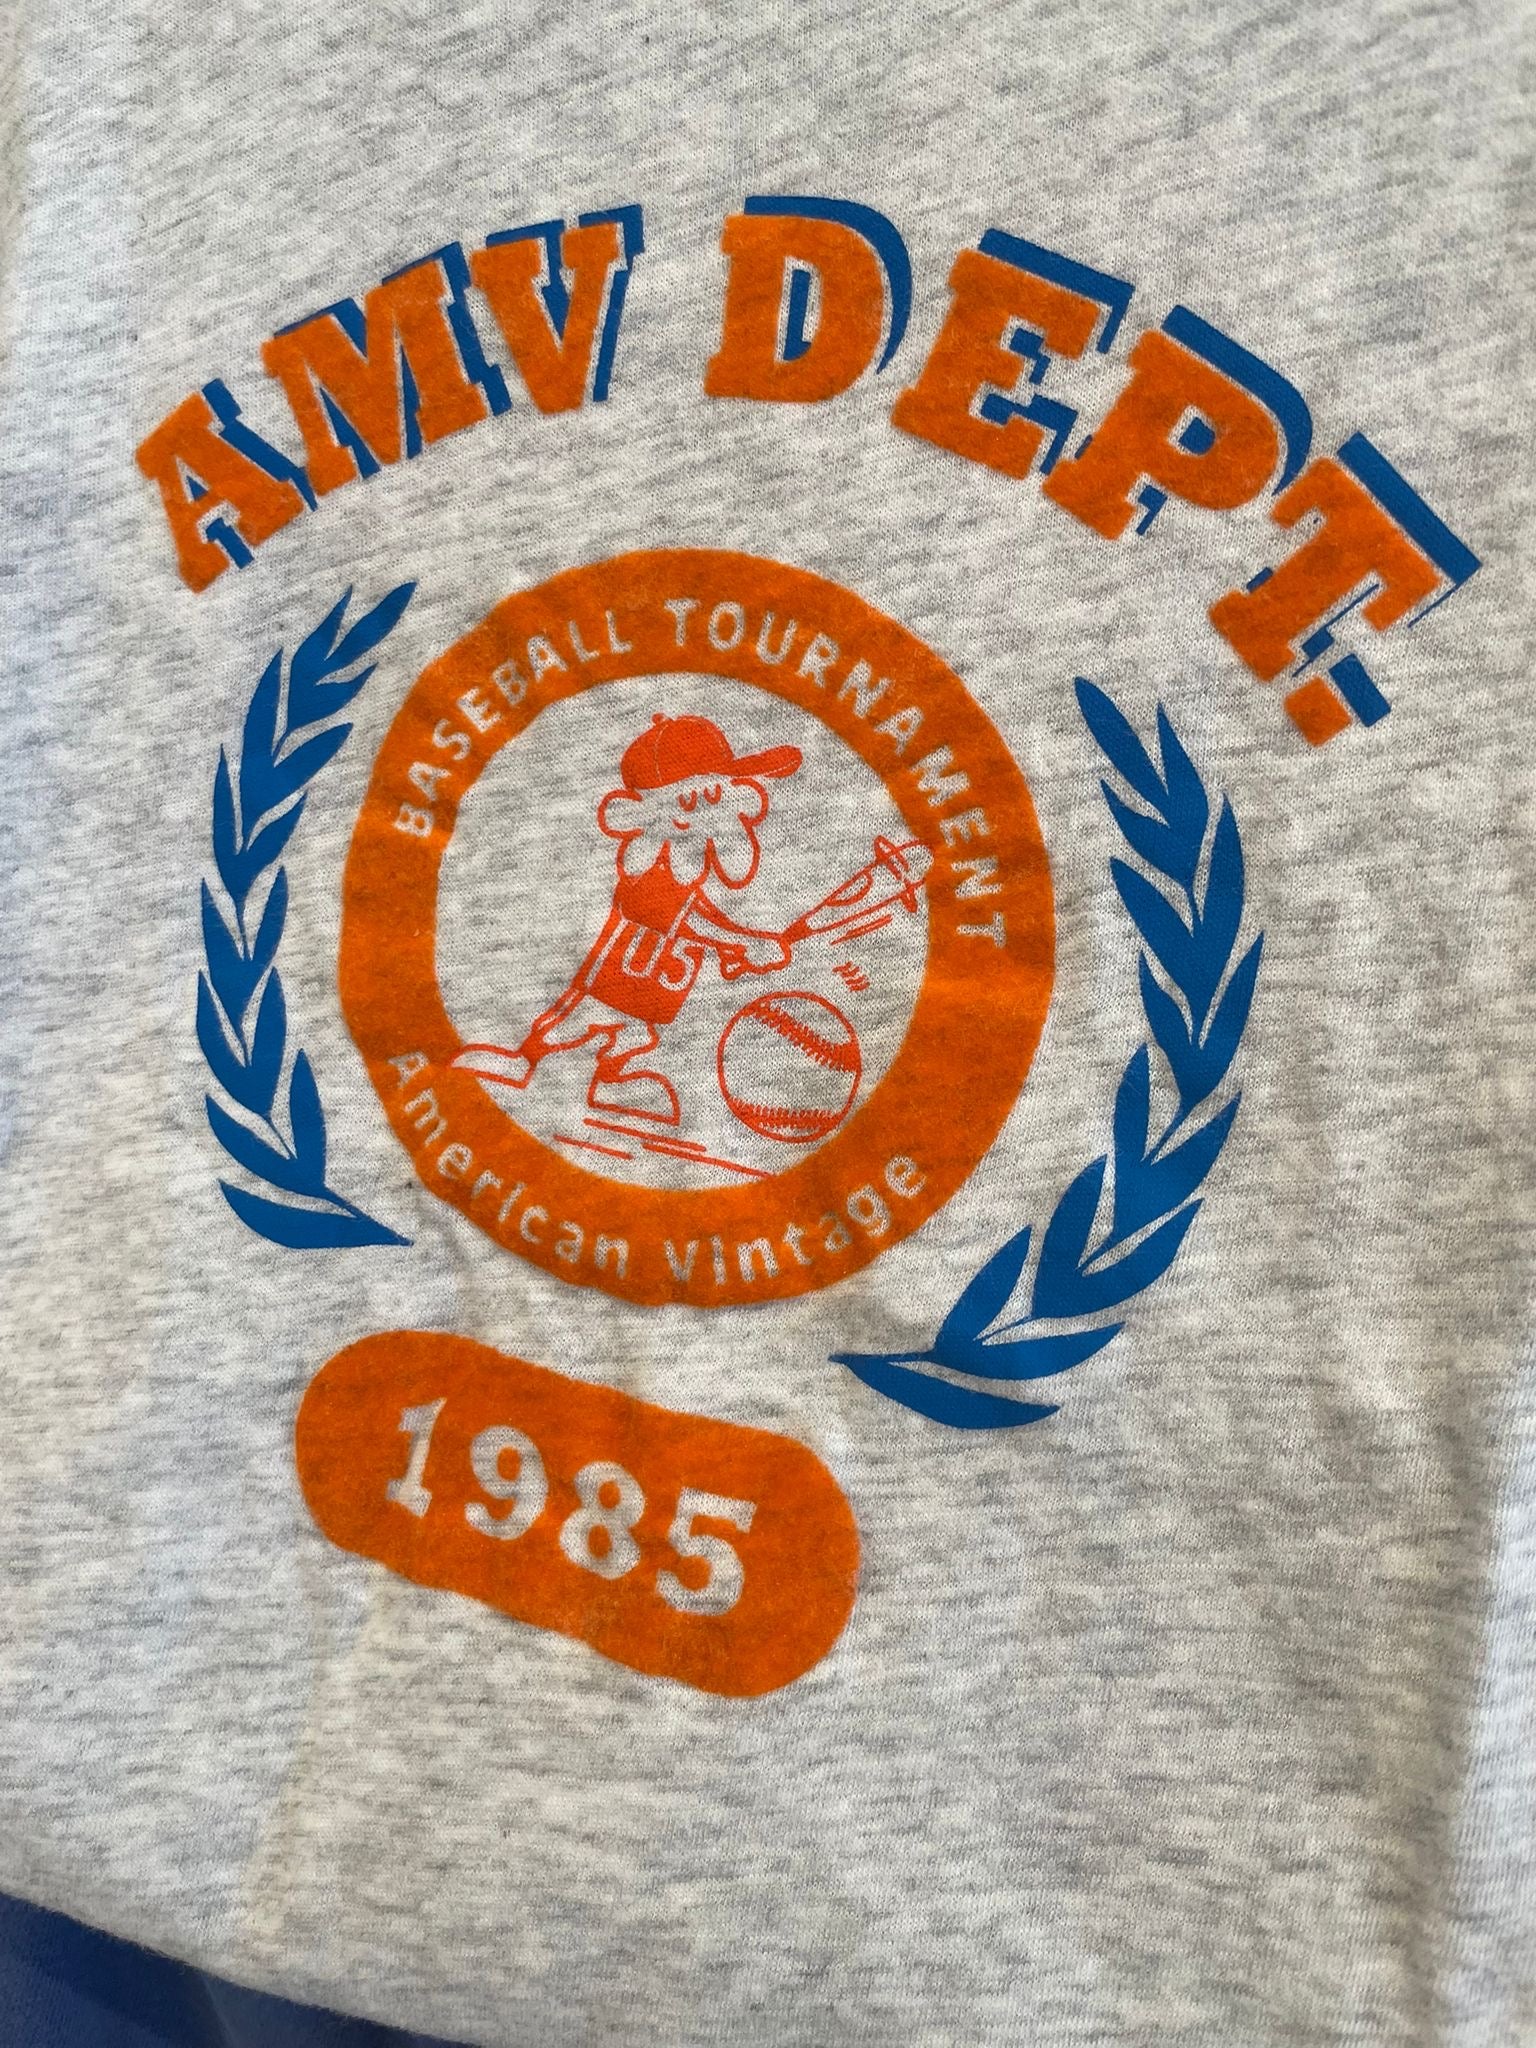 AMV DEPT.
BASEBALL TOURNAMENT
US
American Vintage
1985